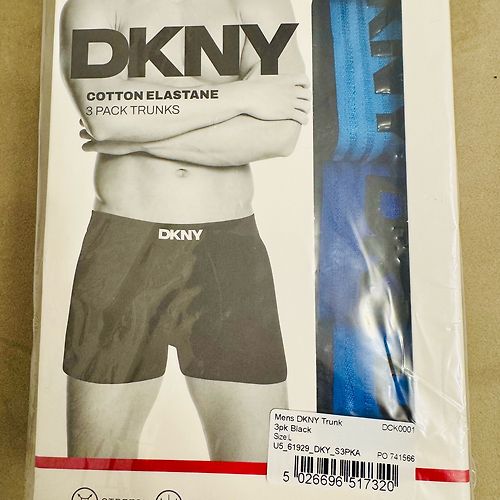 DKNY
COTTON ELASTANE
3 PACK TRUNKS
DKNY
Mens DKNY Trunk DCK0001
3pk Black
Size L
U5_61929_DKY_S3PKA PO 741566
5 026696 517320